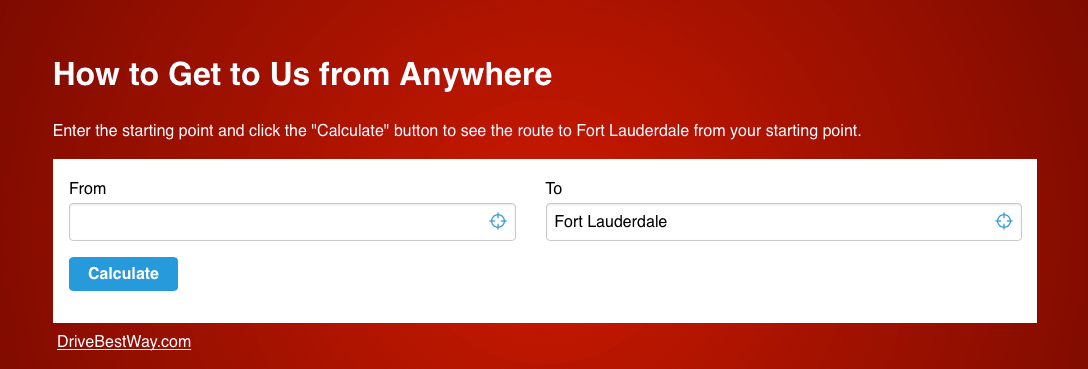 How to Get to Us from Anywhere
Enter the starting point and click the "Calculate" button to see the route to Fort Lauderdale from your starting point.
From
To
Fort Lauderdale
Calculate
DriveBestWay.com